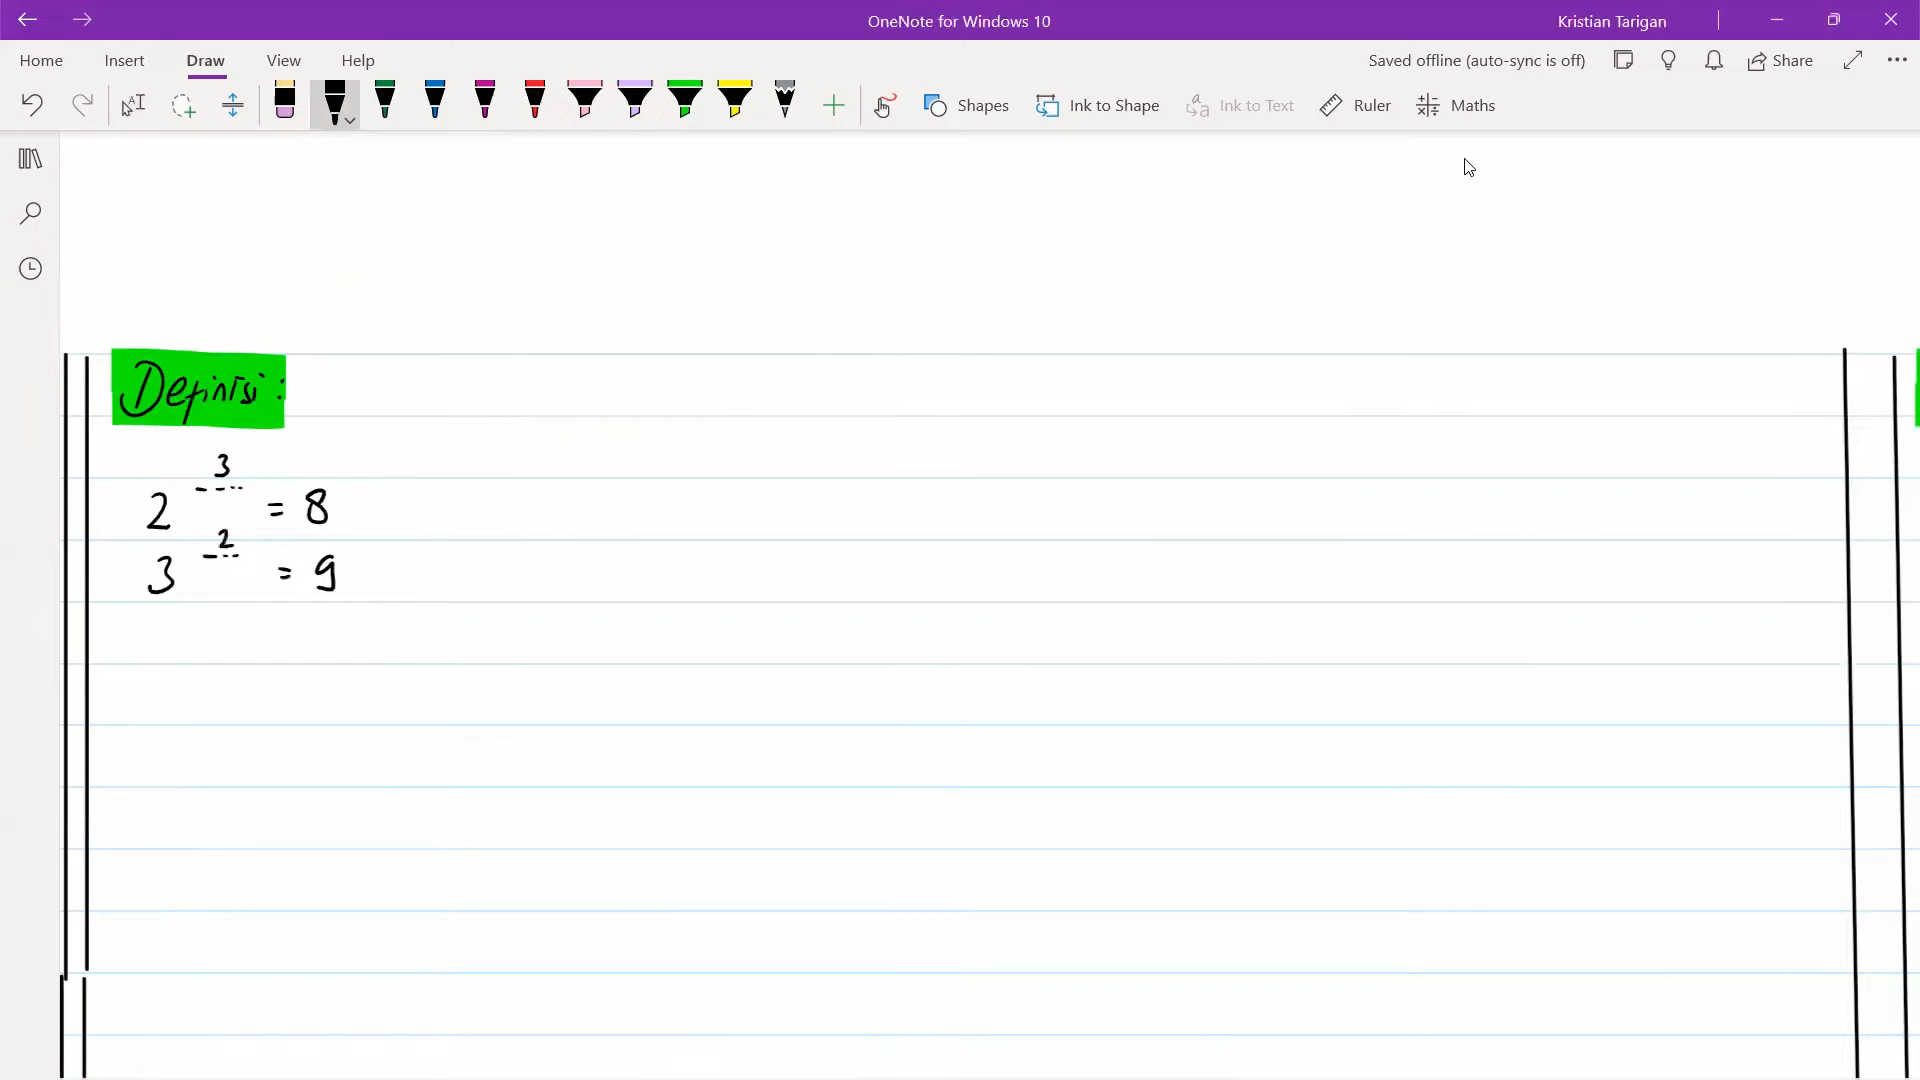 OneNote for Windows 10
Kristian Tarigan
Home Insert Draw View Help
Saved offline (auto-sync is off)
Share
Shapes
Ink to Shape
Ink to Text
Ruler
Maths
Definisi :
2^3 = 8
3^2 = 9